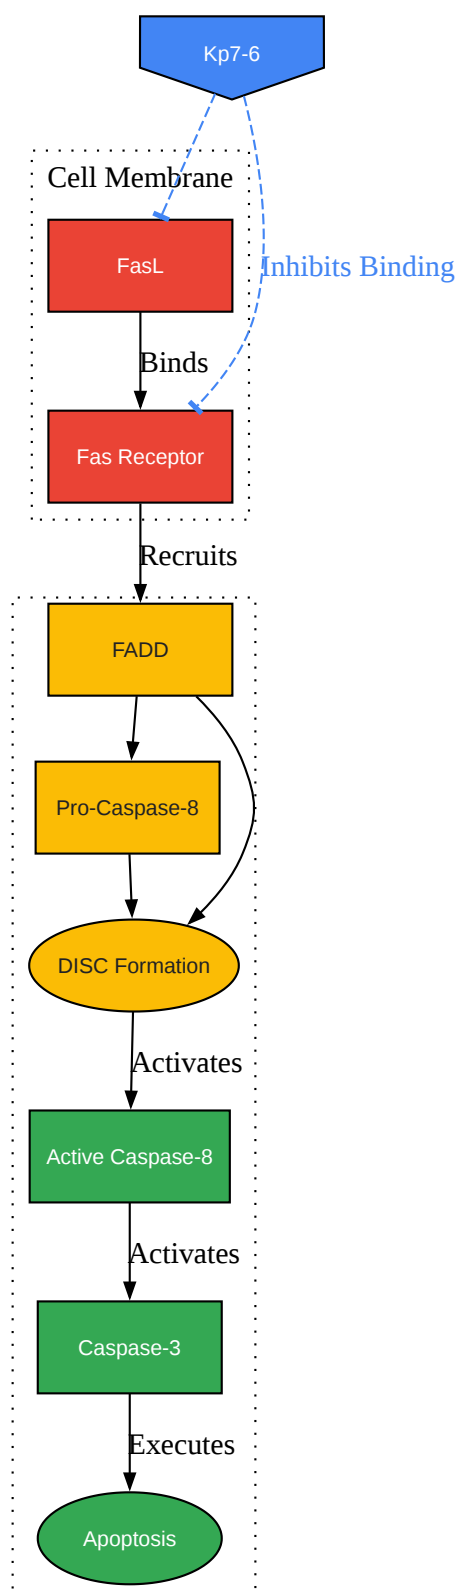 Kp7-6
Cell Membrane
FasL
Inhibits Binding
Binds
Fas Receptor
Recruits
FADD
Pro-Caspase-8
DISC Formation
Activates
Active Caspase-8
Activates
Caspase-3
Executes
Apoptosis